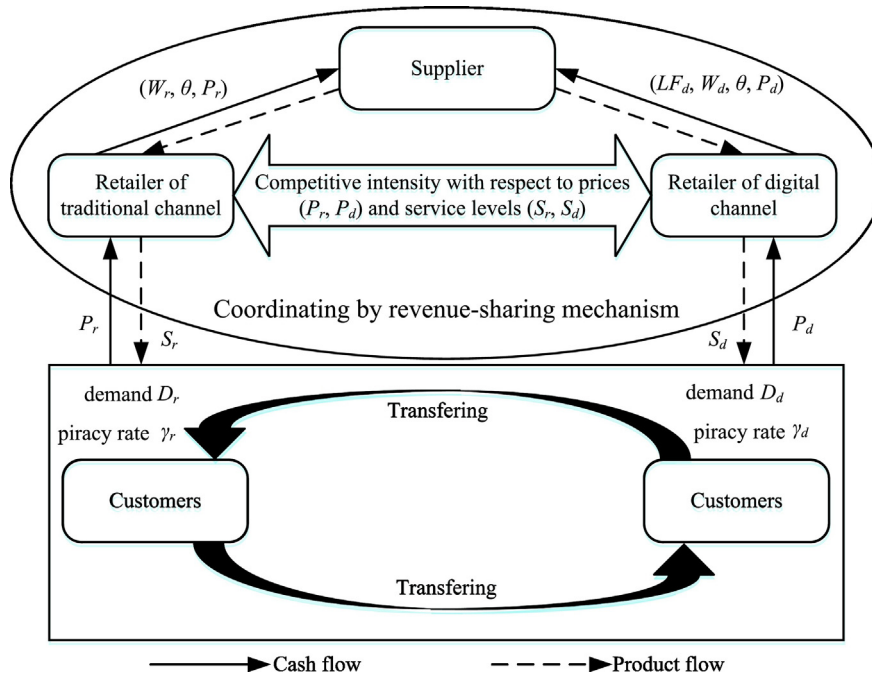 Supplier
(Wr, θ, Pr)
(LFd, Wd, θ, Pd)
Retailer of
traditional channel
Competitive intensity with respect to prices
(Pr, Pd) and service levels (Sr, Sd)
Retailer of digital
channel
Coordinating by revenue-sharing mechanism
Pr
Sr
Sd
Pd
demand Dr
piracy rate γr
Transfering
demand Dd
piracy rate γd
Customers
Customers
Transfering
Cash flow
Product flow